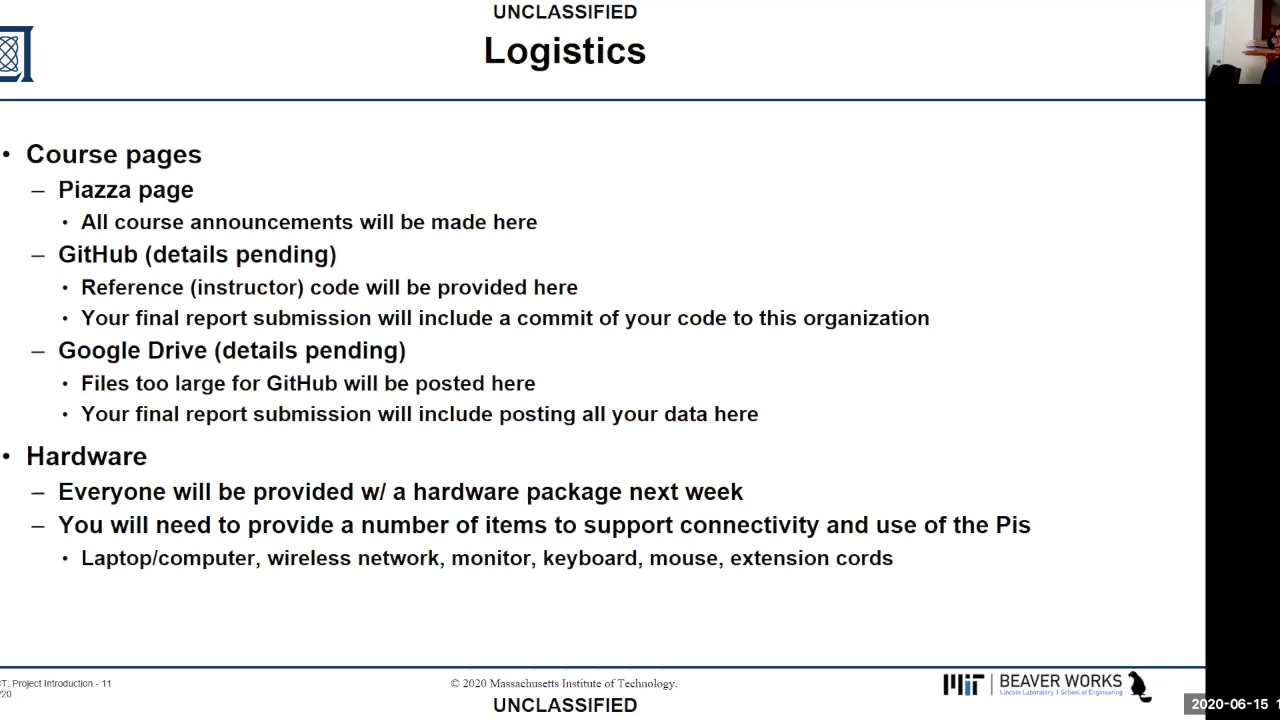 UNCLASSIFIED
Logistics
• Course pages
– Piazza page
• All course announcements will be made here
– GitHub (details pending)
• Reference (instructor) code will be provided here
• Your final report submission will include a commit of your code to this organization
– Google Drive (details pending)
• Files too large for GitHub will be posted here
• Your final report submission will include posting all your data here
• Hardware
– Everyone will be provided w/ a hardware package next week
– You will need to provide a number of items to support connectivity and use of the Pis
• Laptop/computer, wireless network, monitor, keyboard, mouse, extension cords
CT: Project Introduction - 11
/20
© 2020 Massachusetts Institute of Technology.
UNCLASSIFIED
MIT
BEAVER WORKS
Lincoln Laboratory | School of Engineering
2020-06-15 1